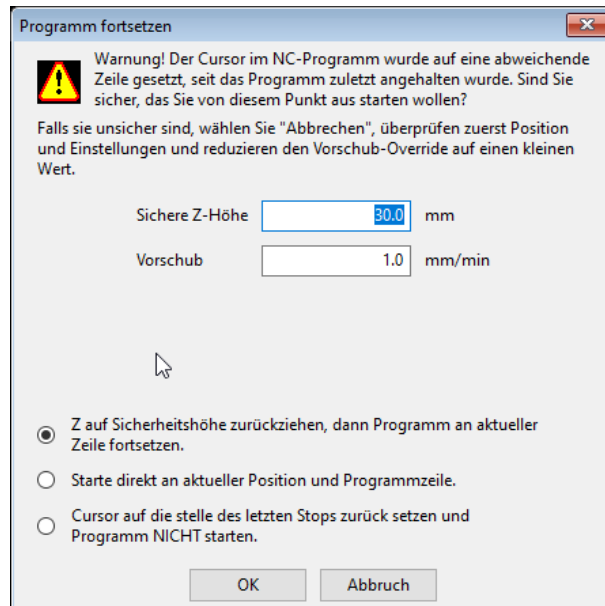 Programm fortsetzen
Warnung! Der Cursor im NC-Programm wurde auf eine abweichende
Zeile gesetzt, seit das Programm zuletzt angehalten wurde. Sind Sie
sicher, das Sie von diesem Punkt aus starten wollen?
Falls sie unsicher sind, wählen Sie "Abbrechen", überprüfen zuerst Position
und Einstellungen und reduzieren den Vorschub-Override auf einen kleinen
Wert.
Sichere Z-Höhe 30.0 mm
Vorschub 1.0 mm/min
Z auf Sicherheitshöhe zurückziehen, dann Programm an aktueller
Zeile fortsetzen.
Starte direkt an aktueller Position und Programmzeile.
Cursor auf die stelle des letzten Stops zurück setzen und
Programm NICHT starten.
OK Abbruch